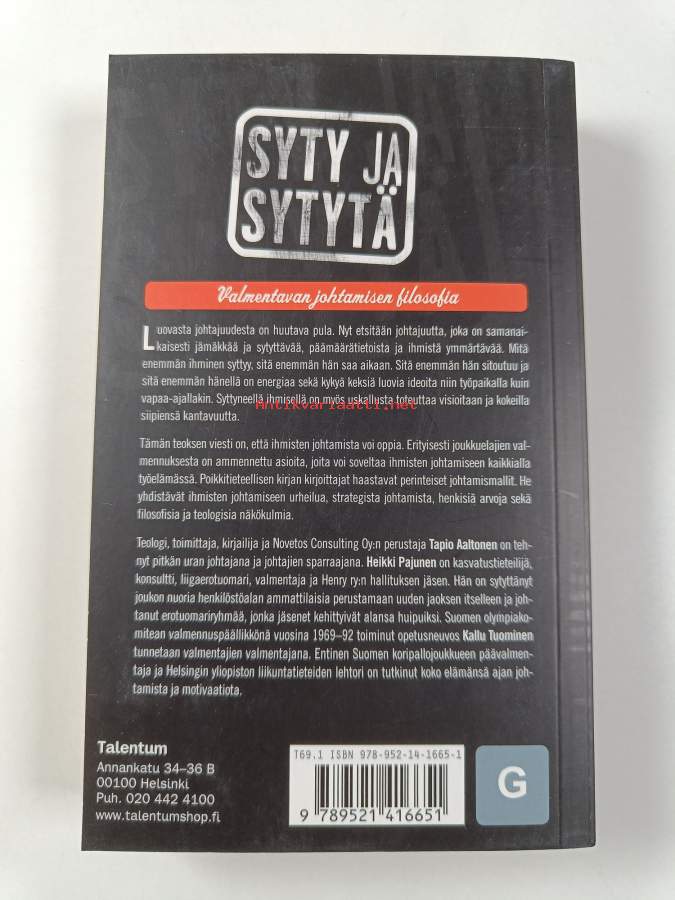 SYTY JA
SYTYTÄ
Valmentavan johtamisen filosofia
Luovasta johtajuudesta on huutava pula. Nyt etsitään johtajuutta, joka on samanai-
kaisesti jämäkkää ja sytyttävää, päämäärätietoista ja ihmistä ymmärtävää. Mitä
enemmän ihminen syttyy, sitä enemmän hän saa aikaan. Sitä enemmän hän sitoutuu ja
sitä enemmän hänellä on energiaa sekä kykyä keksiä luovia ideoita niin työpaikalla kuin
vapaa-ajallakin. Syttyneellä ihmisellä on myös uskallusta toteuttaa visioitaan ja kokeilla
siipiensä kantavuutta.
Antikvariaatti.net
Tämän teoksen viesti on, että ihmisten johtamista voi oppia. Erityisesti joukkuelajien val-
mennuksesta on ammennettu asioita, joita voi soveltaa ihmisten johtamiseen kaikkialla
työelämässä. Poikkitieteellisen kirjan kirjoittajat haastavat perinteiset johtamismallit. He
yhdistävät ihmisten johtamiseen urheilua, strategista johtamista, henkisiä arvoja sekä
filosofisia ja teologisia näkökulmia.
Teologi, toimittaja, kirjailija ja Novetos Consulting Oy:n perustaja Tapio Aaltonen on teh-
nyt pitkän uran johtajana ja johtajien sparraajana. Heikki Pajunen on kasvatustieteilijä,
konsultti, liigaerotuomari, valmentaja ja Henry ry:n hallituksen jäsen. Hän on sytyttänyt
joukon nuoria henkilöstöalan ammattilaisia perustamaan uuden jaoksen itselleen ja joh-
tanut erotuomariryhmää, jonka jäsenet kehittyivät alansa huipuiksi. Suomen olympiako-
mitean valmennuspäällikkönä vuosina 1969–92 toiminut opetusneuvos Kallu Tuominen
tunnetaan valmentajien valmentajana. Entinen Suomen koripallojoukkueen päävalmen-
taja ja Helsingin yliopiston liikuntatieteiden lehtori on tutkinut koko elämänsä ajan joh-
tamista ja motivaatiota.
Talentum
Annankatu 34–36 B
00100 Helsinki
Puh. 020 442 4100
www.talentumshop.fi
T69.1 ISBN 978-952-14-1665-1
9 789521 416651
G